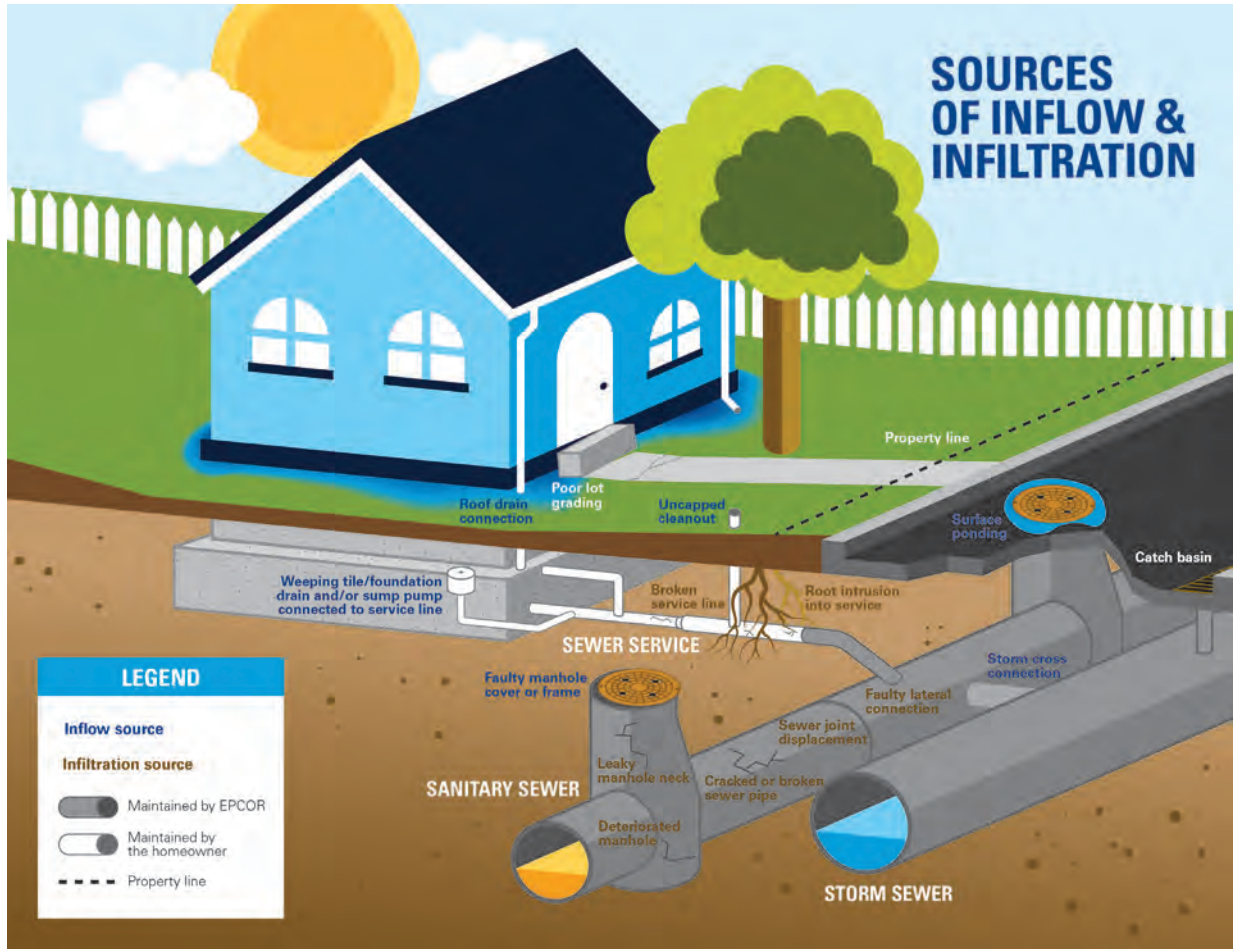 SOURCES
OF INFLOW &
INFILTRATION
Property line
Poor lot
grading
Roof drain
connection
Uncapped
cleanout
Surface
ponding
Catch basin
Weeping tile/foundation
drain and/or sump pump
connected to service line
Broken
service line
Root intrusion
into service
SEWER SERVICE
Storm cross
connection
Faulty manhole
cover or frame
Faulty lateral
connection
Sewer joint
displacement
Leaky
manhole neck
Cracked or broken
sewer pipe
SANITARY SEWER
Deteriorated
manhole
STORM SEWER
LEGEND
Inflow source
Infiltration source
Maintained by EPCOR
Maintained by
the homeowner
Property line